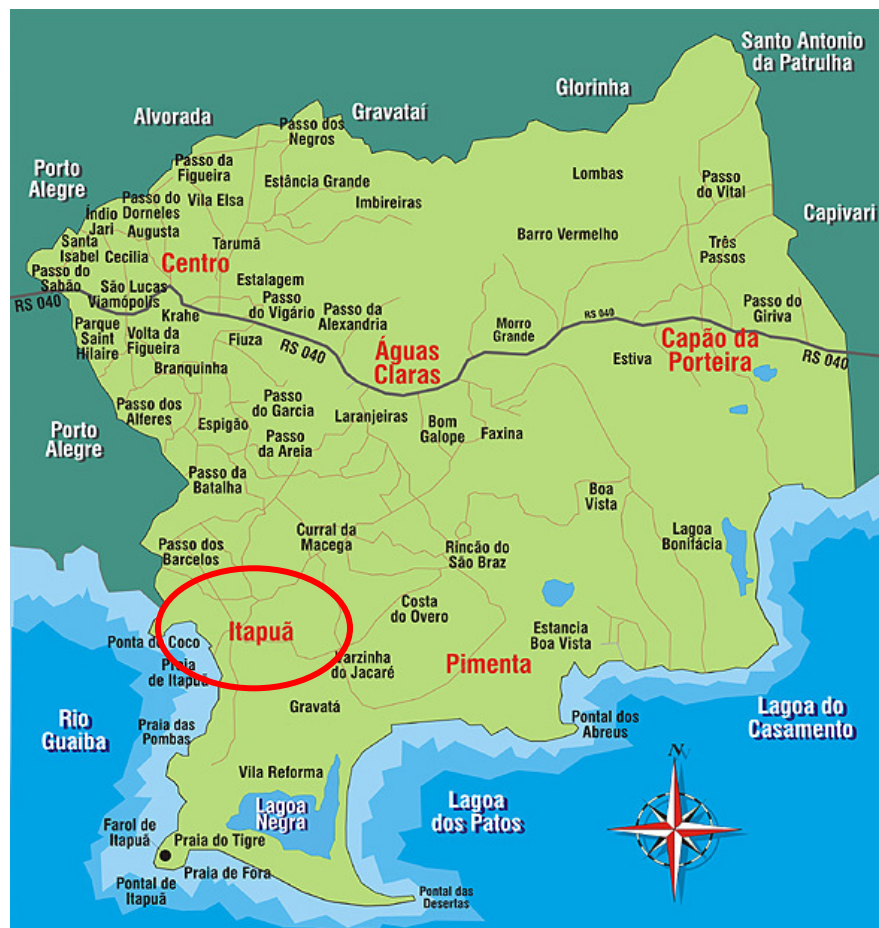 Santo Antonio
da Patrulha
Glorinha
Gravataí
Alvorada
Passo dos
Negros
Porto
Alegre
Passo da
Figueira
Estância Grande
Lombas
Passo
do Vital
Passo do
Dorneles
Vila Elsa
Imbireiras
Índio
Jari
Augusta
Capivari
Santa
Isabel
Cecilia
Tarumã
Barro Vermelho
Três
Passos
Centro
Passo do
Sabão
São Lucas
Viamópolis
Estalagem
Passo
do Vigário
RS 040
Krahe
Passo da
Alexandria
Morro
Grande
RS 040
Passo do
Giriva
Parque
Saint
Hilaire
Volta da
Figueira
Fiuza
RS 040
Águas
Claras
Capão da
Porteira
Estiva
RS 040
Branquinha
Passo dos
Alferes
Espigão
Passo
do Garcia
Laranjeiras
Bom
Galope
Faxina
Porto
Alegre
Passo
da Areia
Passo da
Batalha
Boa
Vista
Curral da
Macega
Lagoa
Bonifácia
Passo dos
Barcelos
Rincão do
São Braz
Costa
do Overo
Itapuã
Estancia
Boa Vista
Ponta do Coco
Praia
de Itapuã
Varzinha
do Jacaré
Pimenta
Gravatá
Rio
Guaiba
Praia das
Pombas
Pontal dos
Abreus
Lagoa do
Casamento
N
Vila Reforma
Lagoa
Negra
Lagoa
dos Patos
Farol de
Itapuã
Praia do Tigre
Praia de Fora
Pontal de
Itapuã
Pontal das
Desertas